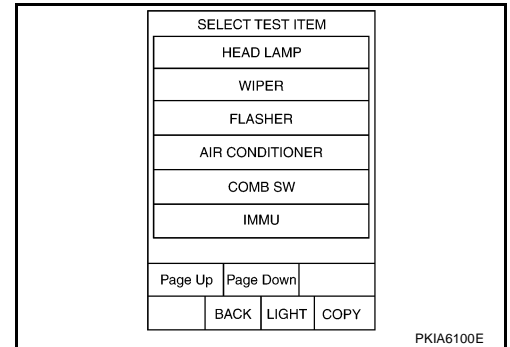 SELECT TEST ITEM
HEAD LAMP
WIPER
FLASHER
AIR CONDITIONER
COMB SW
IMMU
Page Up Page Down
BACK LIGHT COPY
PKIA6100E